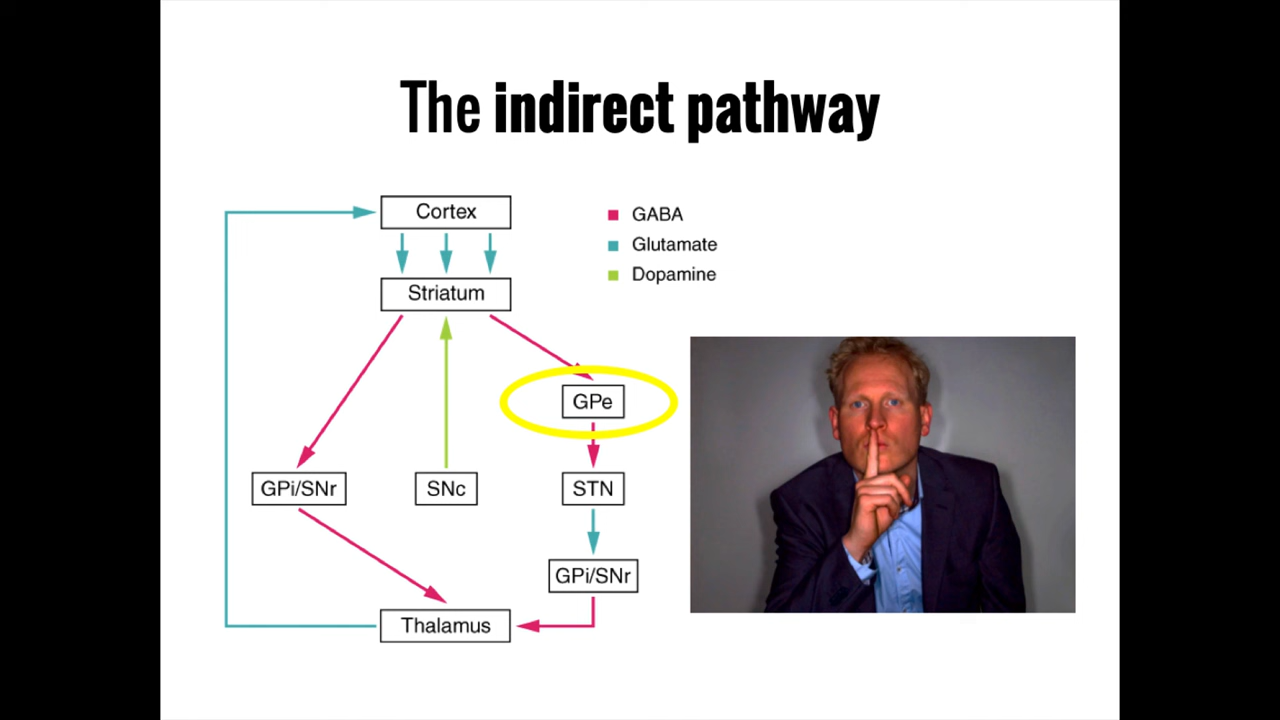 The indirect pathway
Cortex
GABA
Glutamate
Dopamine
Striatum
GPe
GPi/SNr
SNc
STN
GPi/SNr
Thalamus